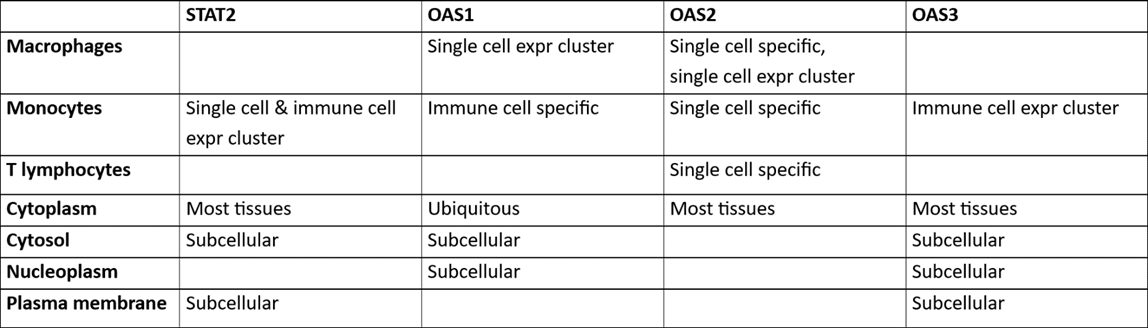 STAT2 OAS1 OAS2 OAS3
Macrophages Single cell expr cluster Single cell specific,
single cell expr cluster
Monocytes Single cell & immune cell Immune cell specific Single cell specific Immune cell expr cluster
expr cluster
T lymphocytes Single cell specific
Cytoplasm Most tissues Ubiquitous Most tissues Most tissues
Cytosol Subcellular Subcellular Subcellular
Nucleoplasm Subcellular Subcellular
Plasma membrane Subcellular Subcellular